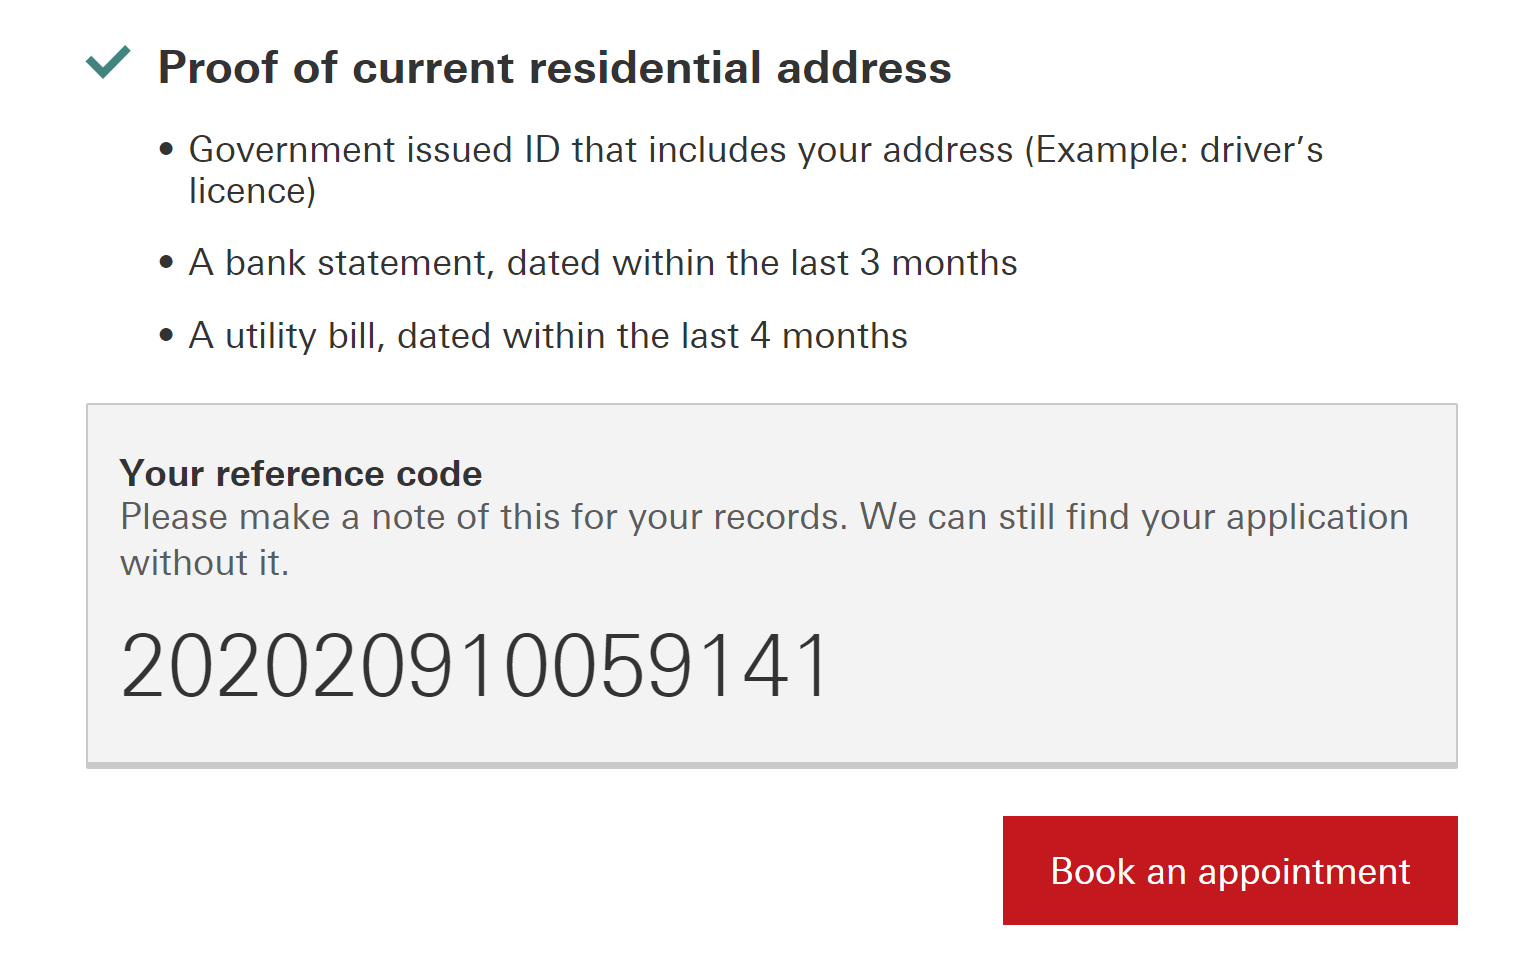 Proof of current residential address
• Government issued ID that includes your address (Example: driver’s
licence)
• A bank statement, dated within the last 3 months
• A utility bill, dated within the last 4 months
Your reference code
Please make a note of this for your records. We can still find your application
without it.
202020910059141
Book an appointment